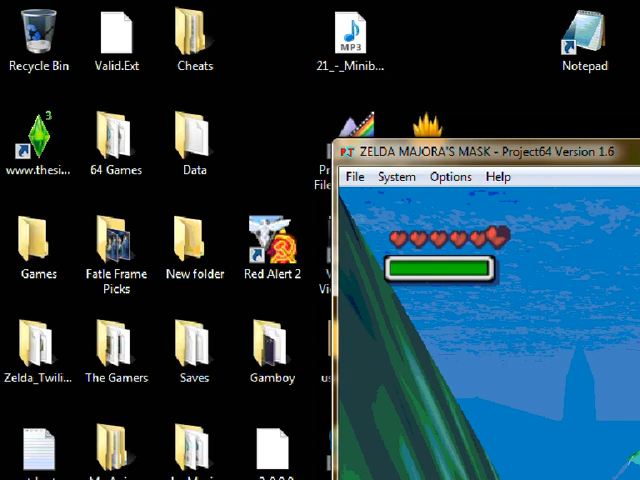 Recycle Bin
Valid.Ext
Cheats
MP3
21_-_Minib...
Notepad
3
www.thesi...
64 Games
Data
ZELDA MAJORA'S MASK - Project64 Version 1.6
File System Options Help
Games
Fatle Frame
Picks
New folder
Red Alert 2
Zelda_Twili...
The Gamers
Saves
Gamboy